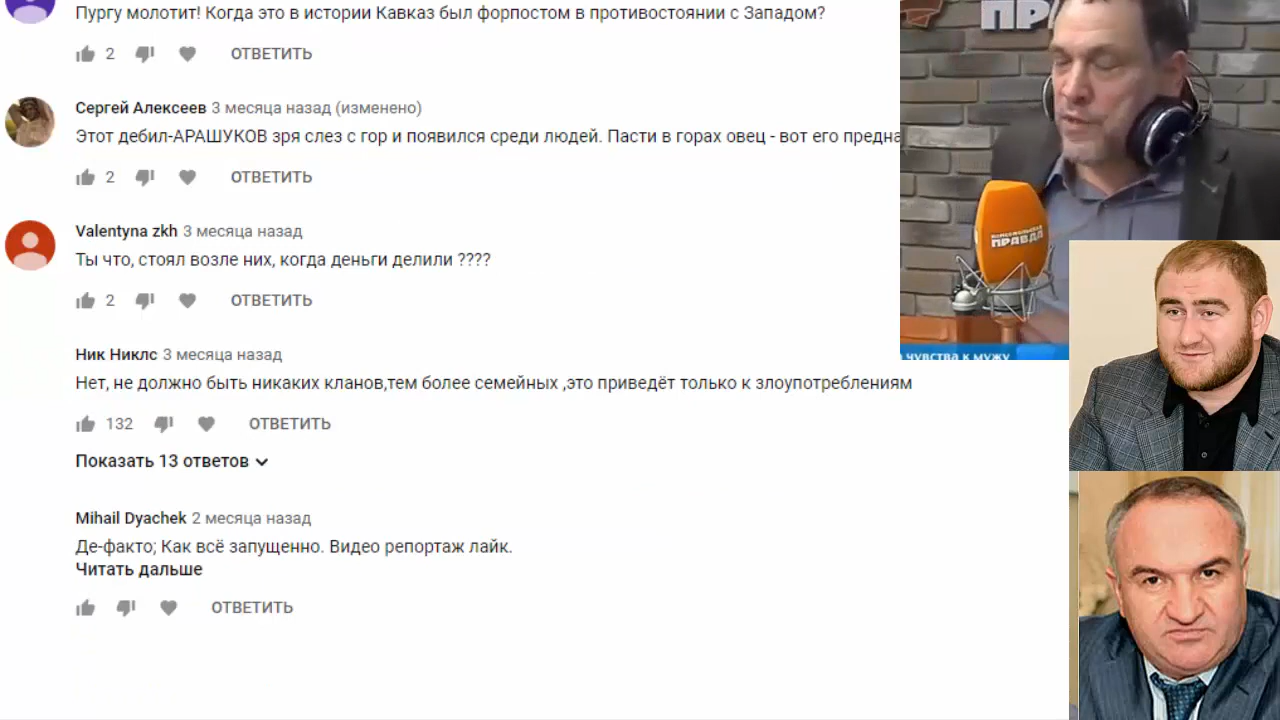 Пургу молотит! Когда это в истории Кавказ был форпостом в противостоянии с Западом?
2 ОТВЕТИТЬ
Сергей Алексеев 3 месяца назад (изменено)
Этот дебил-АРАШУКОВ зря слез с гор и появился среди людей. Пасти в горах овец - вот его предна
2 ОТВЕТИТЬ
Valentyna zkh 3 месяца назад
Ты что, стоял возле них, когда деньги делили ????
2 ОТВЕТИТЬ
Ник Никлс 3 месяца назад
Нет, не должно быть никаких кланов,тем более семейных ,это приведёт только к злоупотреблениям
132 ОТВЕТИТЬ
Показать 13 ответов
Mihail Dyachek 2 месяца назад
Де-факто; Как всё запущенно. Видео репортаж лайк.
Читать дальше
ОТВЕТИТЬ
ПР
КОМСОМОЛЬСКАЯ
ПРАВДА
чувства к мужу